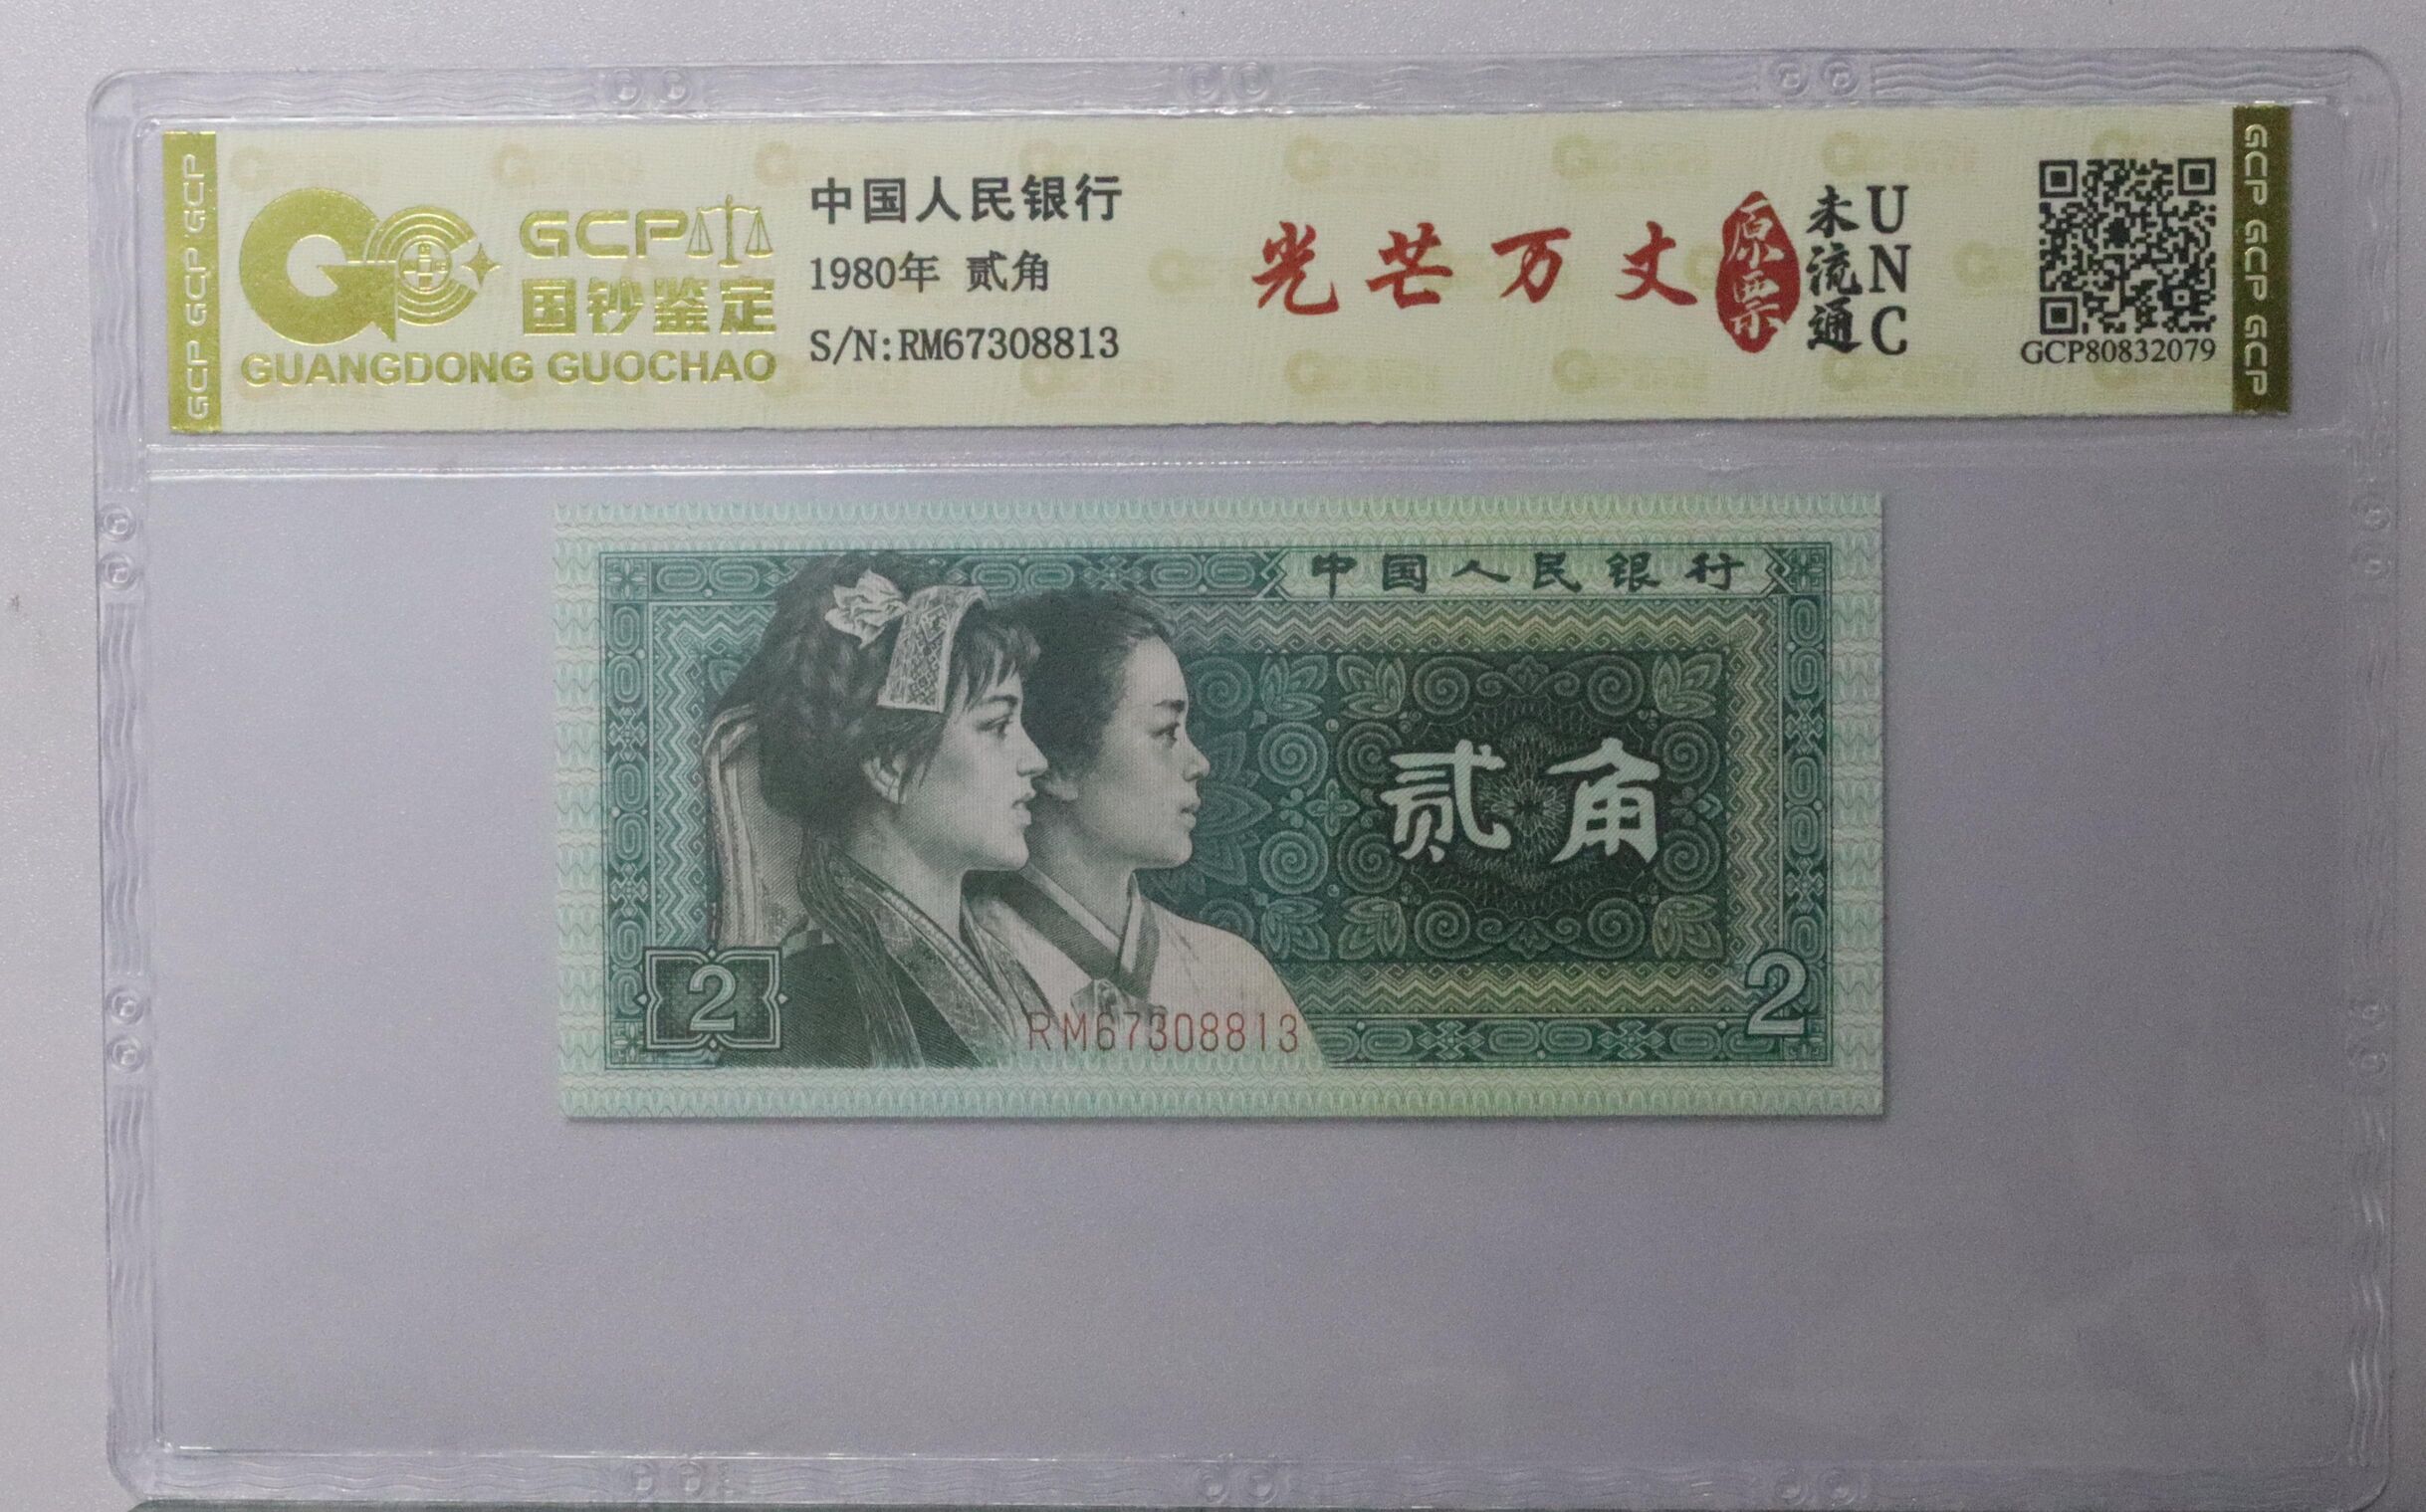 GCP GCP GCP
GCP
国钞鉴定
GUANGDONG GUOCHAO
中国人民银行
1980年 贰角
S/N:RM67308813
光芒万丈
原票
未流通
UNC
GCP80832079
GCP GCP GCP
中国人民银行
贰角
2
2
RM67308813